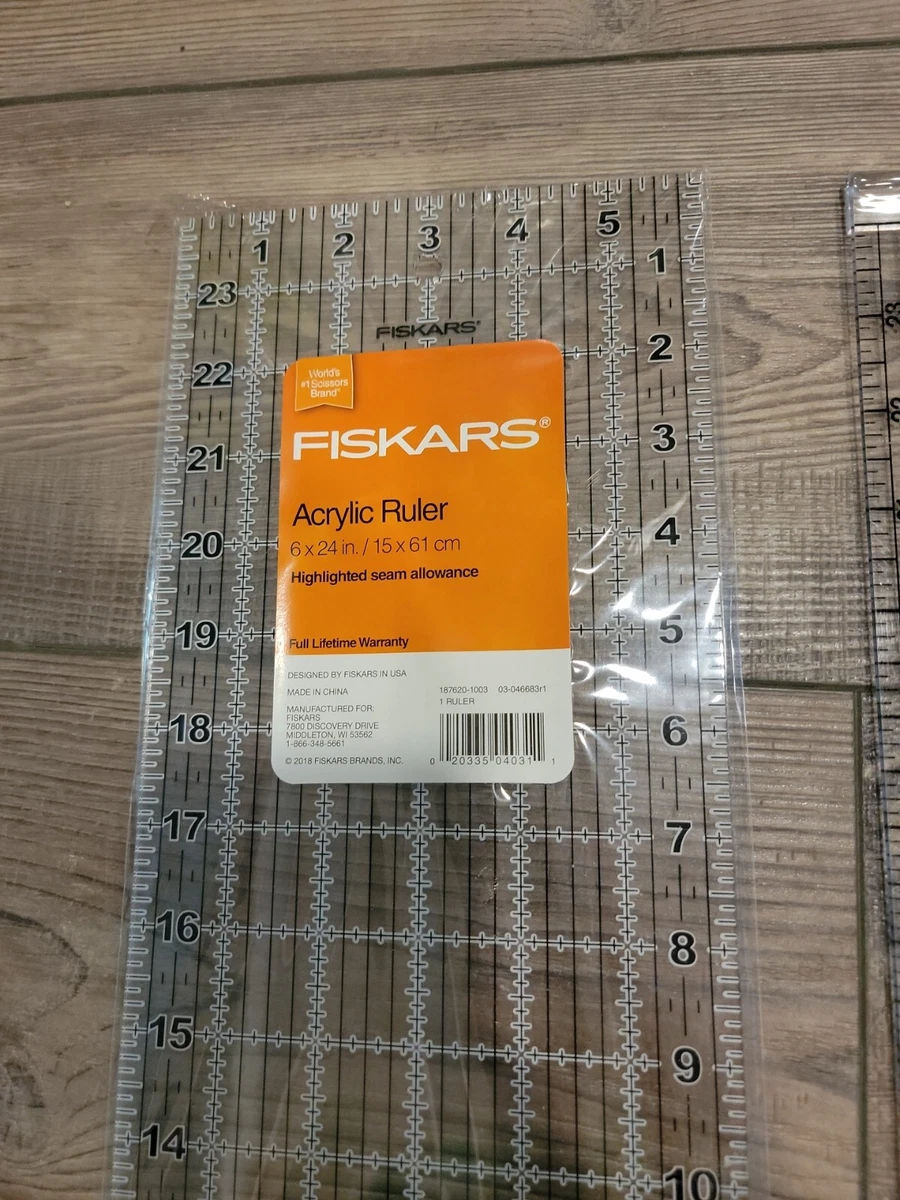 1 2 3 4 5
1
23
FISKARS®
2
22
World's
#1 Scissors
Brand™
3
FISKARS®
21
Acrylic Ruler
4
20
6 x 24 in. / 15 x 61 cm
Highlighted seam allowance
5
19
Full Lifetime Warranty
DESIGNED BY FISKARS IN USA
MADE IN CHINA
187620-1003 03-046683r1
1 RULER
MANUFACTURED FOR:
FISKARS
7800 DISCOVERY DRIVE
MIDDLETON, WI 53562
1-866-348-5661
© 2018 FISKARS BRANDS, INC.
0 20335 04031 1
6
18
7
17
8
16
9
15
10
14
23